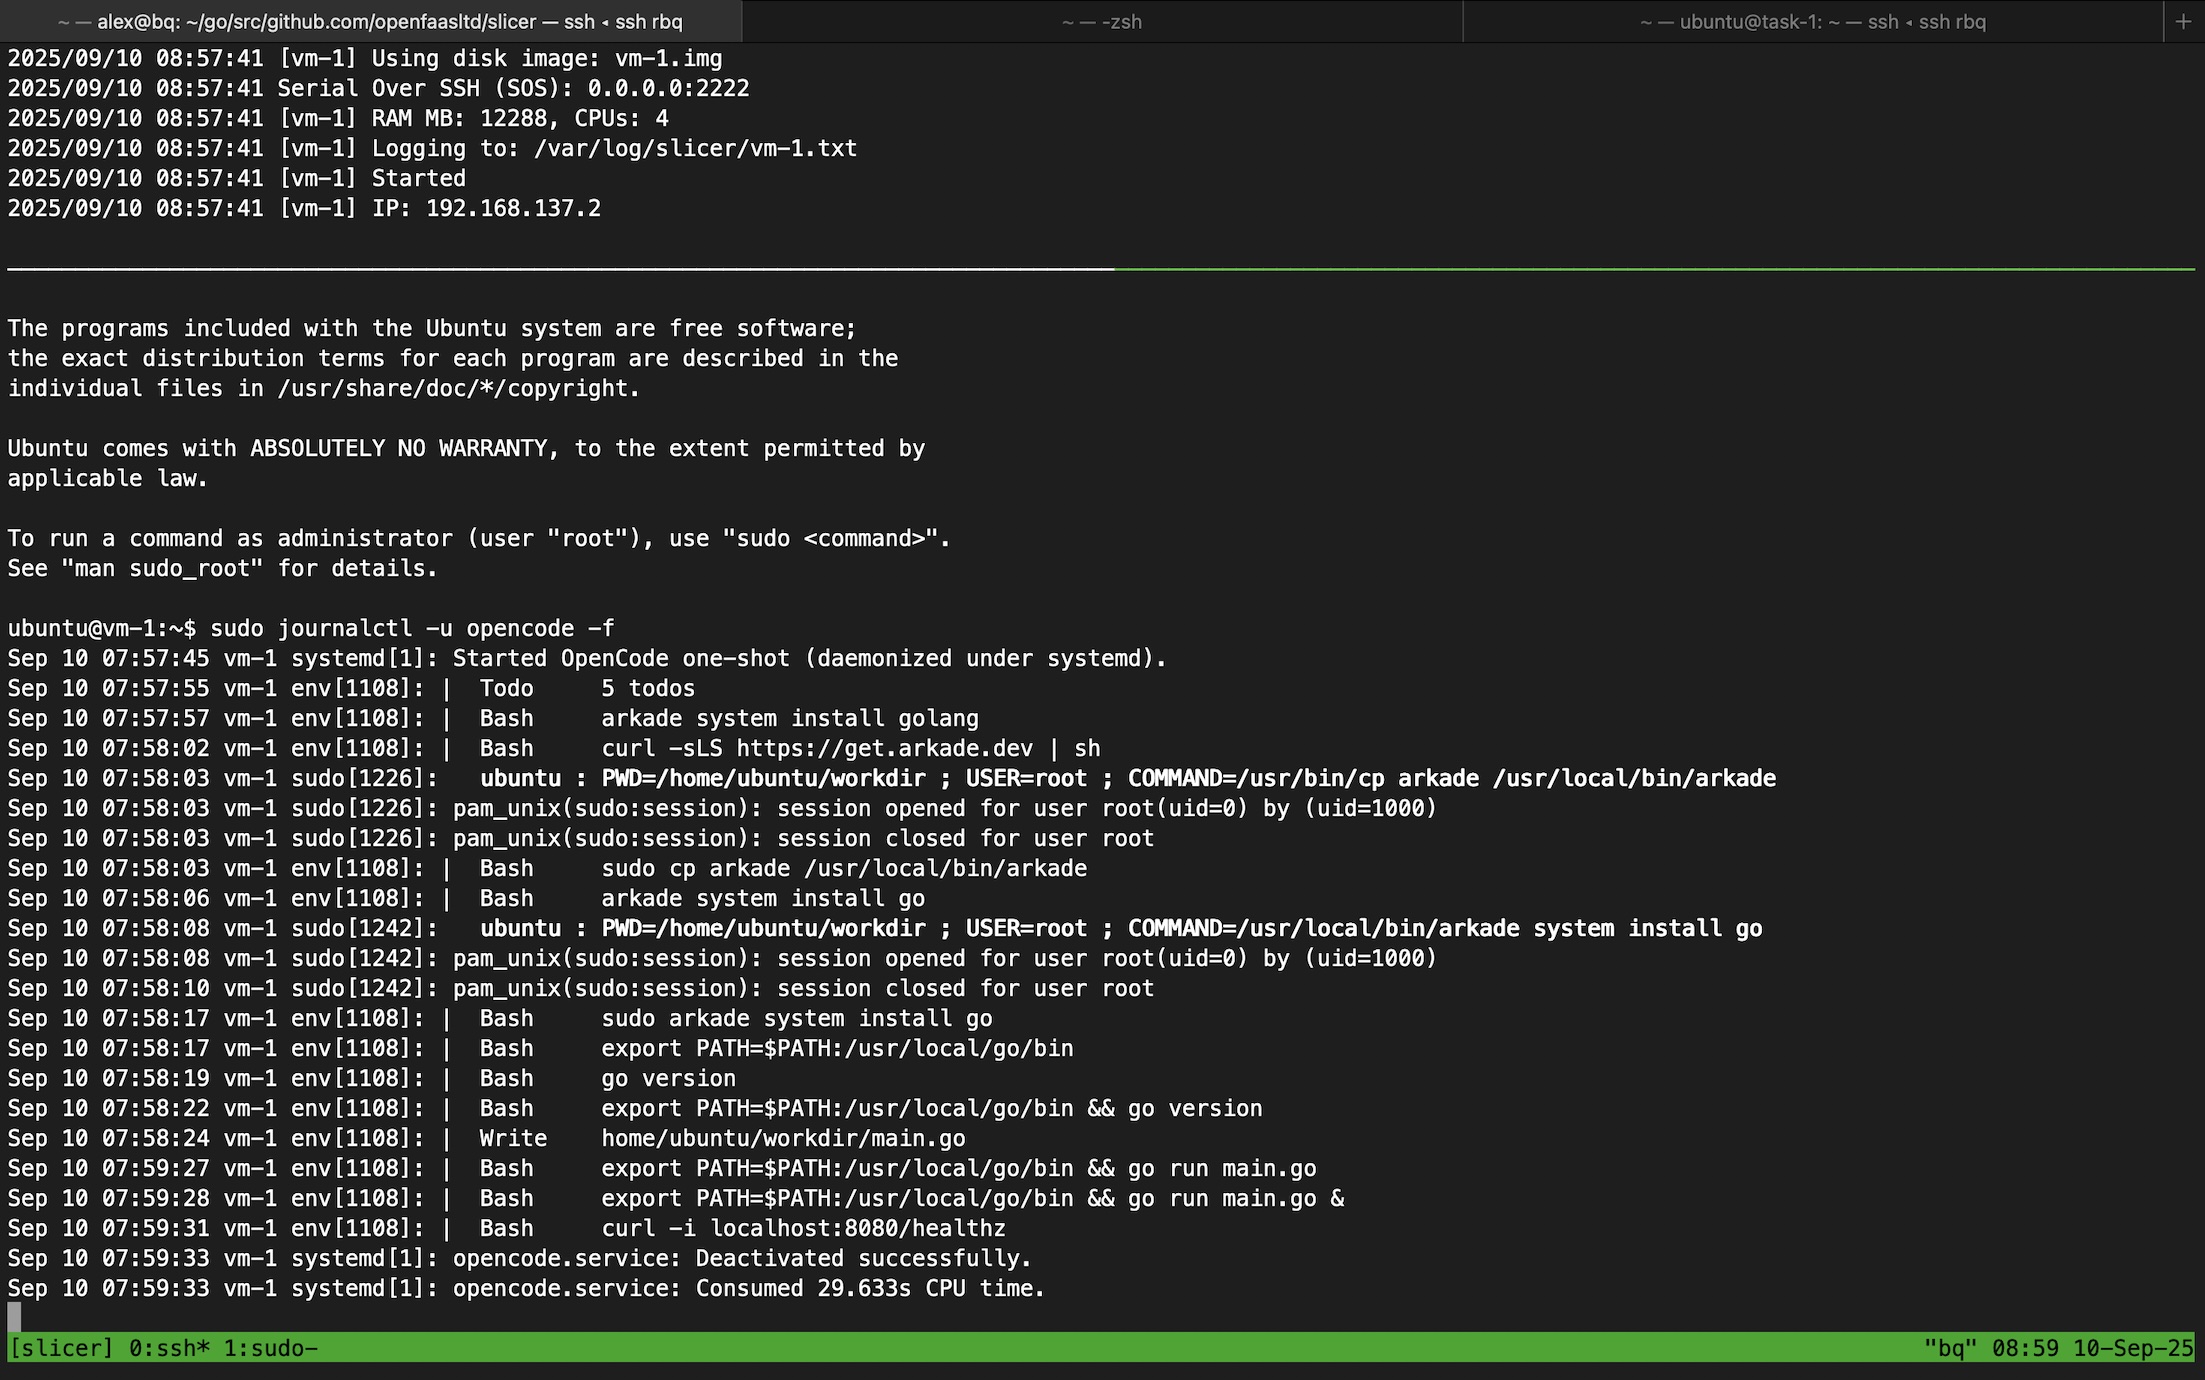 ~ — alex@bq: ~/go/src/github.com/openfaasltd/slicer — ssh ◂ ssh rbq
~ — -zsh
~ — ubuntu@task-1: ~ — ssh ◂ ssh rbq
+
2025/09/10 08:57:41 [vm-1] Using disk image: vm-1.img
2025/09/10 08:57:41 Serial Over SSH (SOS): 0.0.0.0:2222
2025/09/10 08:57:41 [vm-1] RAM MB: 12288, CPUs: 4
2025/09/10 08:57:41 [vm-1] Logging to: /var/log/slicer/vm-1.txt
2025/09/10 08:57:41 [vm-1] Started
2025/09/10 08:57:41 [vm-1] IP: 192.168.137.2
The programs included with the Ubuntu system are free software;
the exact distribution terms for each program are described in the
individual files in /usr/share/doc/*/copyright.
Ubuntu comes with ABSOLUTELY NO WARRANTY, to the extent permitted by
applicable law.
To run a command as administrator (user "root"), use "sudo <command>".
See "man sudo_root" for details.
ubuntu@vm-1:~$ sudo journalctl -u opencode -f
Sep 10 07:57:45 vm-1 systemd[1]: Started OpenCode one-shot (daemonized under systemd).
Sep 10 07:57:55 vm-1 env[1108]: |  Todo     5 todos
Sep 10 07:57:57 vm-1 env[1108]: |  Bash     arkade system install golang
Sep 10 07:58:02 vm-1 env[1108]: |  Bash     curl -sLS https://get.arkade.dev | sh
Sep 10 07:58:03 vm-1 sudo[1226]:   ubuntu : PWD=/home/ubuntu/workdir ; USER=root ; COMMAND=/usr/bin/cp arkade /usr/local/bin/arkade
Sep 10 07:58:03 vm-1 sudo[1226]: pam_unix(sudo:session): session opened for user root(uid=0) by (uid=1000)
Sep 10 07:58:03 vm-1 sudo[1226]: pam_unix(sudo:session): session closed for user root
Sep 10 07:58:03 vm-1 env[1108]: |  Bash     sudo cp arkade /usr/local/bin/arkade
Sep 10 07:58:06 vm-1 env[1108]: |  Bash     arkade system install go
Sep 10 07:58:08 vm-1 sudo[1242]:   ubuntu : PWD=/home/ubuntu/workdir ; USER=root ; COMMAND=/usr/local/bin/arkade system install go
Sep 10 07:58:08 vm-1 sudo[1242]: pam_unix(sudo:session): session opened for user root(uid=0) by (uid=1000)
Sep 10 07:58:10 vm-1 sudo[1242]: pam_unix(sudo:session): session closed for user root
Sep 10 07:58:17 vm-1 env[1108]: |  Bash     sudo arkade system install go
Sep 10 07:58:17 vm-1 env[1108]: |  Bash     export PATH=$PATH:/usr/local/go/bin
Sep 10 07:58:19 vm-1 env[1108]: |  Bash     go version
Sep 10 07:58:22 vm-1 env[1108]: |  Bash     export PATH=$PATH:/usr/local/go/bin && go version
Sep 10 07:58:24 vm-1 env[1108]: |  Write    home/ubuntu/workdir/main.go
Sep 10 07:59:27 vm-1 env[1108]: |  Bash     export PATH=$PATH:/usr/local/go/bin && go run main.go
Sep 10 07:59:28 vm-1 env[1108]: |  Bash     export PATH=$PATH:/usr/local/go/bin && go run main.go &
Sep 10 07:59:31 vm-1 env[1108]: |  Bash     curl -i localhost:8080/healthz
Sep 10 07:59:33 vm-1 systemd[1]: opencode.service: Deactivated successfully.
Sep 10 07:59:33 vm-1 systemd[1]: opencode.service: Consumed 29.633s CPU time.
[slicer] 0:ssh* 1:sudo-
"bq" 08:59 10-Sep-25